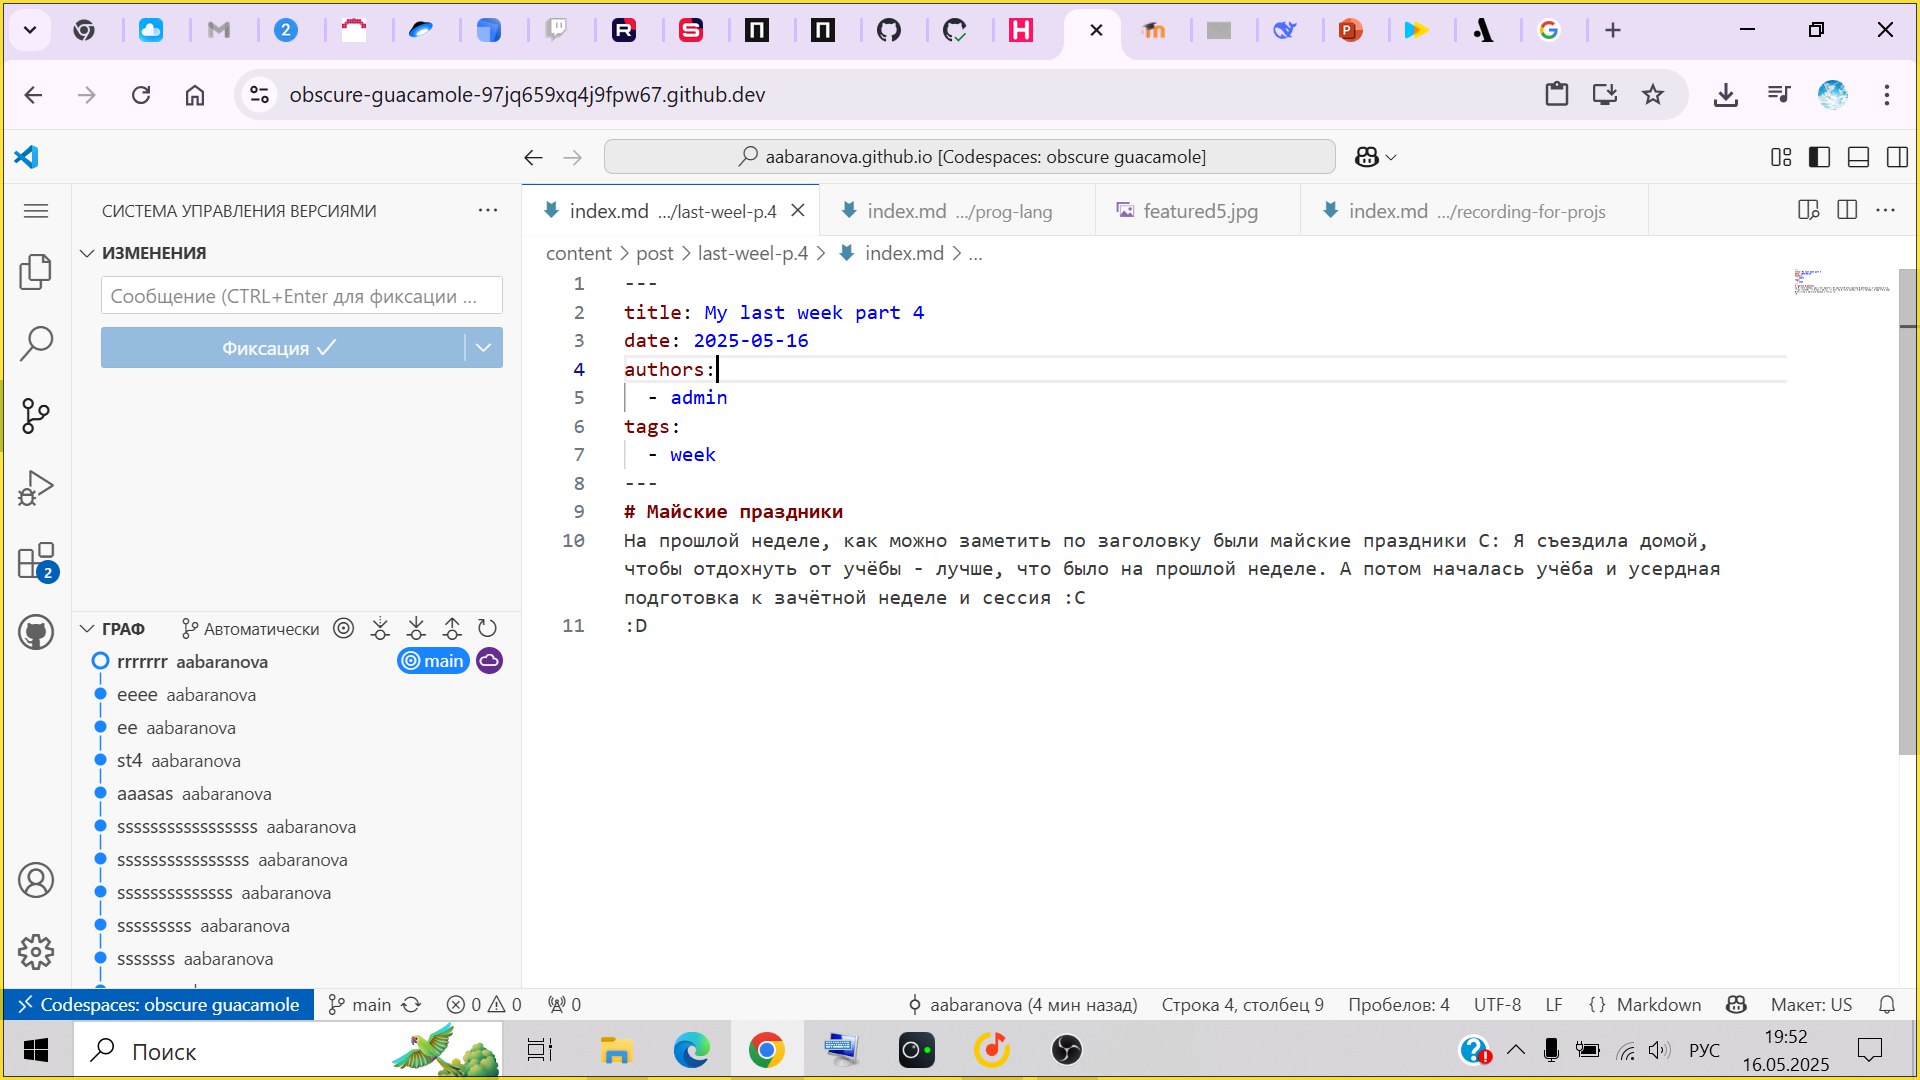 2
obscure-guacamole-97jq659xq4j9fpw67.github.dev
aabaranova.github.io [Codespaces: obscure guacamole]
СИСТЕМА УПРАВЛЕНИЯ ВЕРСИЯМИ
index.md .../last-weel-p.4
index.md .../prog-lang
featured5.jpg
index.md .../recording-for-projs
ИЗМЕНЕНИЯ
Сообщение (CTRL+Enter для фиксации ...
Фиксация
content > post > last-weel-p.4 > index.md > ...
1 ---
2 title: My last week part 4
3 date: 2025-05-16
4 authors:
5 - admin
6 tags:
7 - week
8 ---
9 # Майские праздники
10 На прошлой неделе, как можно заметить по заголовку были майские праздники С: Я съездила домой,
чтобы отдохнуть от учёбы - лучше, что было на прошлой неделе. А потом началась учёба и усердная
подготовка к зачётной неделе и сессия :С
11 :D
2
ГРАФ
Автоматически
rrrrrrr aabaranova
main
eeee aabaranova
ee aabaranova
st4 aabaranova
aaasas aabaranova
sssssssssssssssss aabaranova
ssssssssssssssss aabaranova
ssssssssssssss aabaranova
sssssssss aabaranova
sssssss aabaranova
Codespaces: obscure guacamole
main
0
0
0
aabaranova (4 мин назад)
Строка 4, столбец 9
Пробелов: 4
UTF-8
LF
{ } Markdown
Макет: US
Поиск
РУС
19:52
16.05.2025